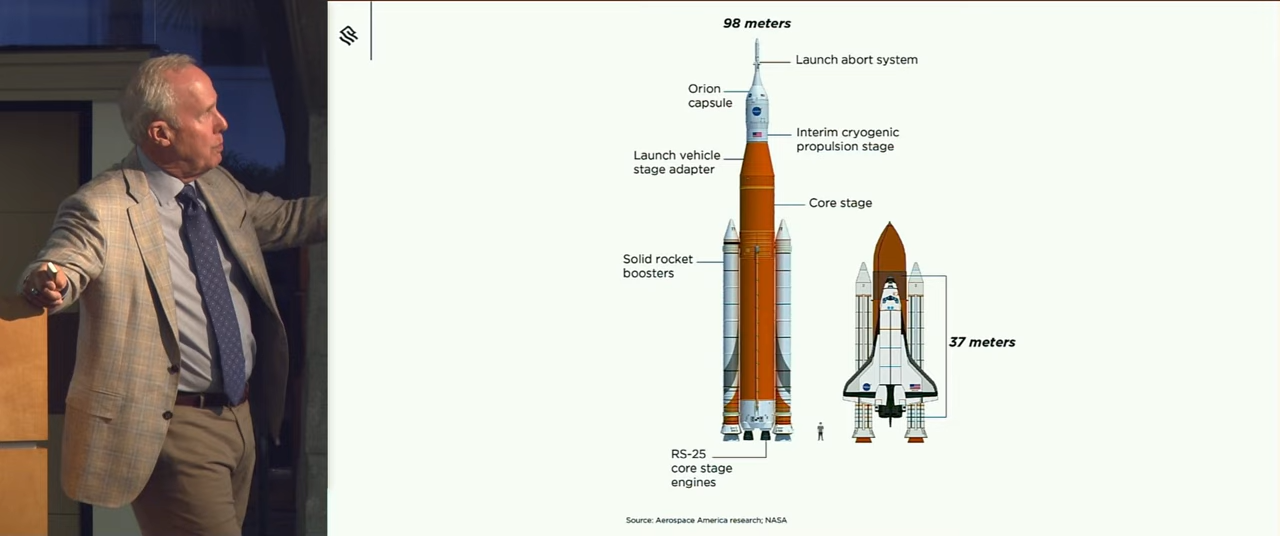 98 meters
Launch abort system
Orion
capsule
Interim cryogenic
propulsion stage
Launch vehicle
stage adapter
Core stage
Solid rocket
boosters
37 meters
RS-25
core stage
engines
Source: Aerospace America research; NASA